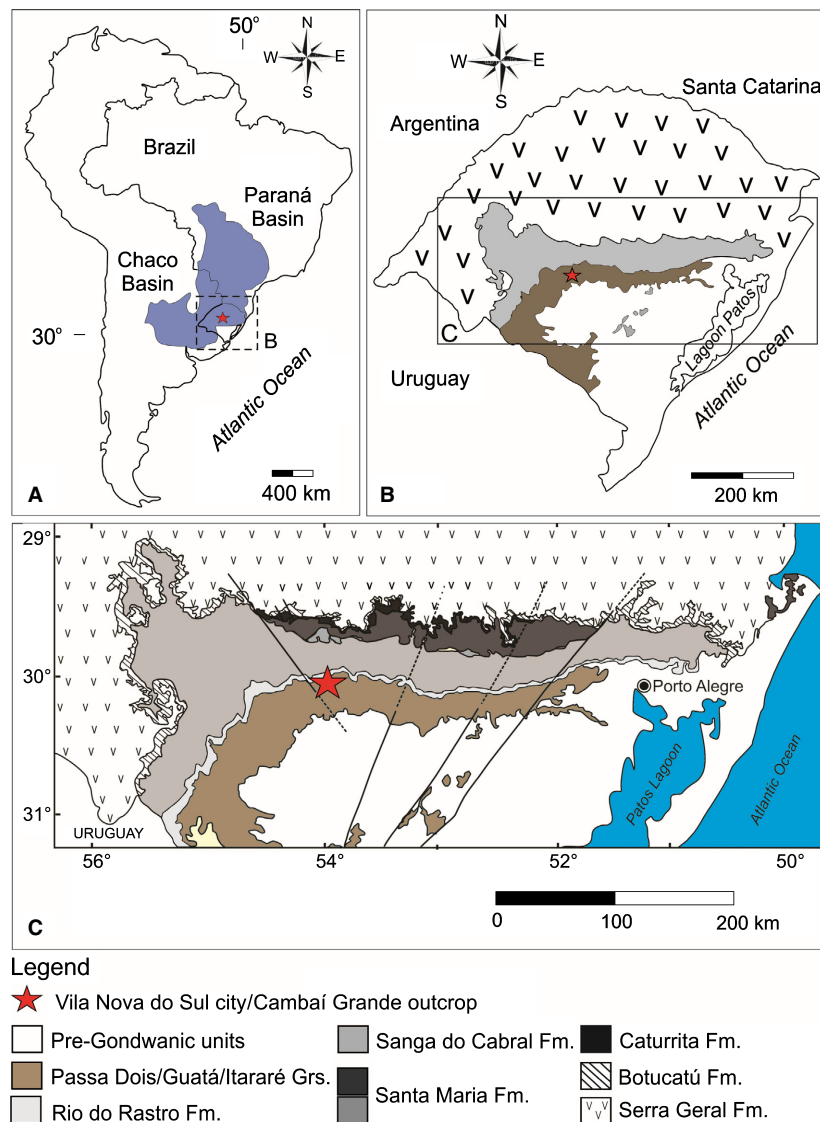 50°
N
W E
S
Brazil
Paraná
Basin
Chaco
Basin
30°
B
Atlantic Ocean
A
400 km
N
W E
S
Santa Catarina
Argentina
C
Lagoon Patos
Uruguay
Atlantic Ocean
B
200 km
29°
30°
31°
Porto Alegre
Patos Lagoon
Atlantic Ocean
URUGUAY
56° 54° 52° 50°
C
0 100 200 km
Legend
Vila Nova do Sul city/Cambaí Grande outcrop
Pre-Gondwanic units
Passa Dois/Guatá/Itararé Grs.
Rio do Rastro Fm.
Sanga do Cabral Fm.
Santa Maria Fm.
Caturrita Fm.
Botucatú Fm.
Serra Geral Fm.